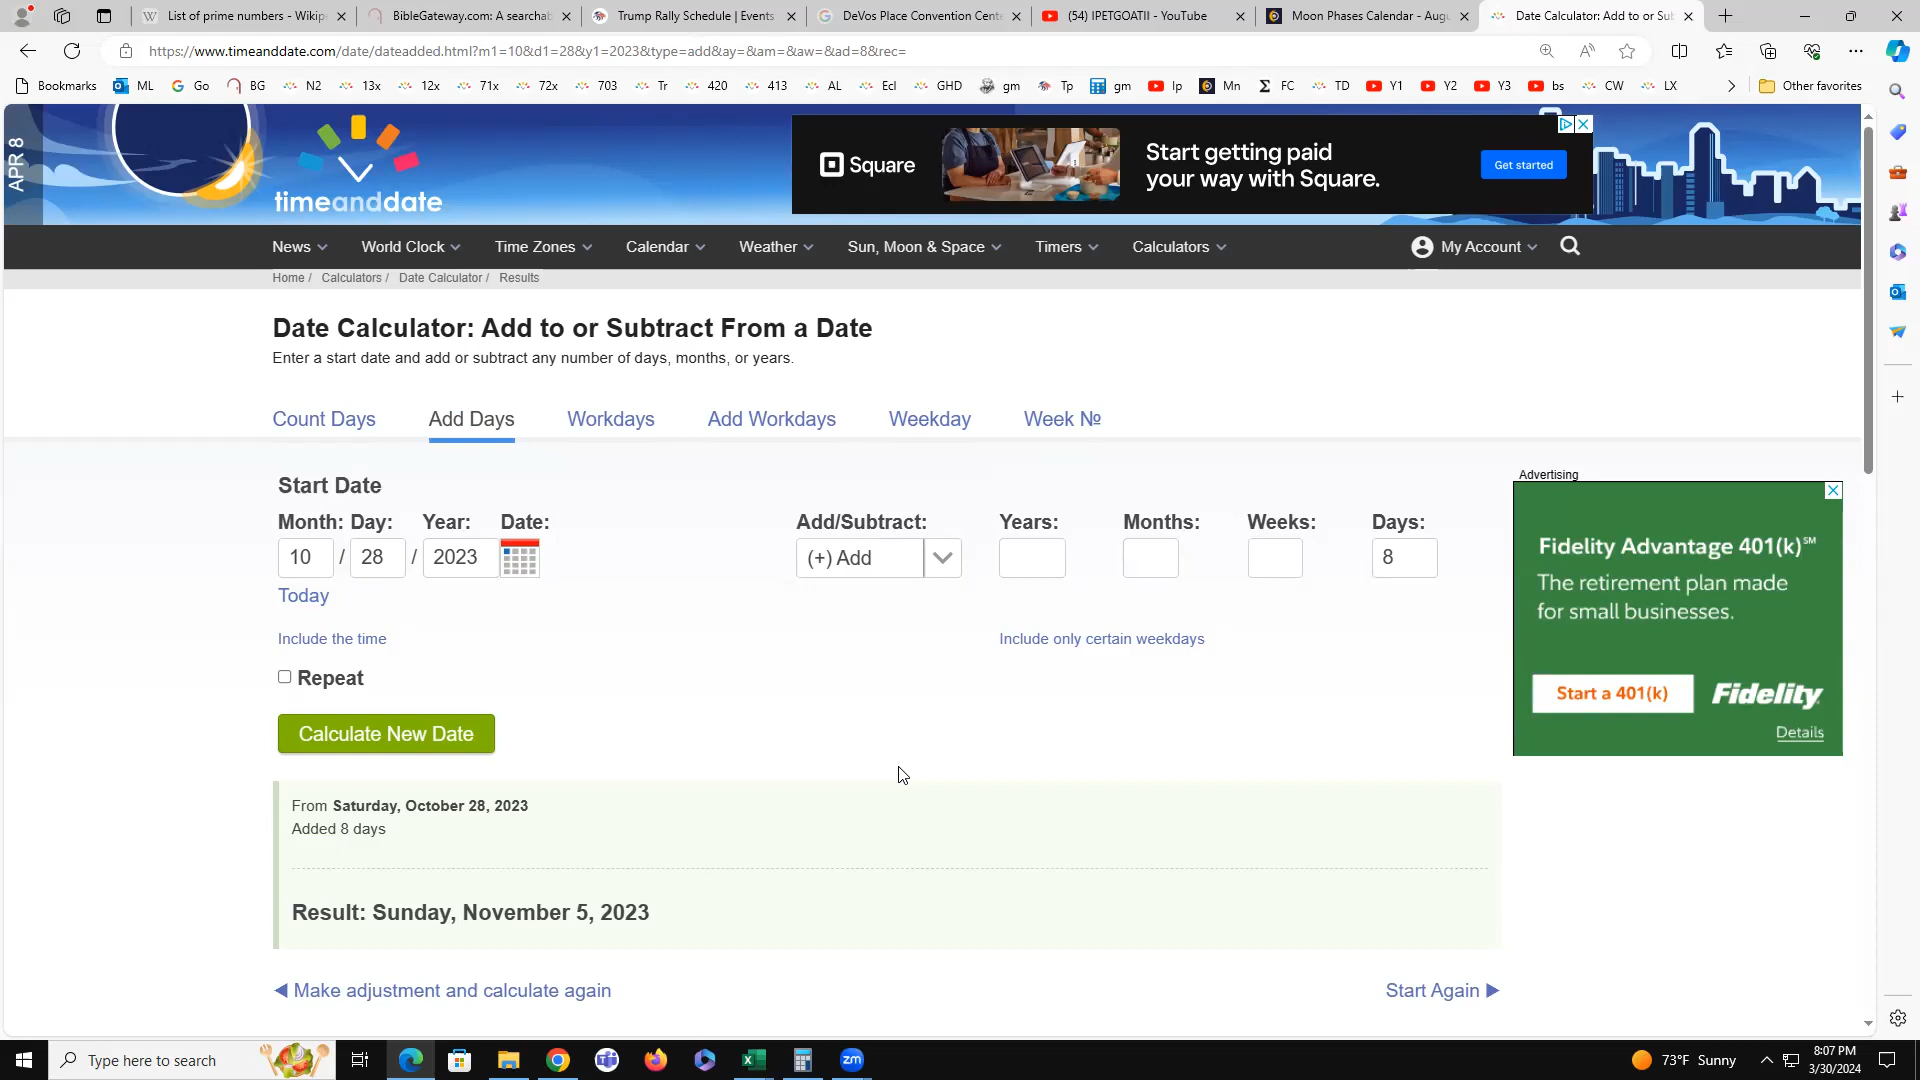 List of prime numbers - Wikip
BibleGateway.com: A searchab
Trump Rally Schedule | Events
DeVos Place Convention Cente
(54) IPETGOATII - YouTube
Moon Phases Calendar - Augu
Date Calculator: Add to or Sub
https://www.timeanddate.com/date/dateadded.html?m1=10&d1=28&y1=2023&type=add&ay=&am=&aw=&ad=8&rec=
Bookmarks ML Go BG N2 13x 12x 71x 72x 703 Tr 420 413 AL Ecl GHD gm Tp gm Ip Mn FC TD Y1 Y2 Y3 bs CW LX Other favorites
APR 8
timeanddate
Square
Start getting paid
your way with Square.
Get started
News World Clock Time Zones Calendar Weather Sun, Moon & Space Timers Calculators My Account
Home / Calculators / Date Calculator / Results
Date Calculator: Add to or Subtract From a Date
Enter a start date and add or subtract any number of days, months, or years.
Count Days Add Days Workdays Add Workdays Weekday Week №
Advertising
Start Date
Month: Day: Year: Date: Add/Subtract: Years: Months: Weeks: Days:
10 / 28 / 2023 (+) Add 8
Today
Include the time Include only certain weekdays
Repeat
Calculate New Date
Fidelity Advantage 401(k)℠
The retirement plan made
for small businesses.
Start a 401(k) Fidelity
Details
From Saturday, October 28, 2023
Added 8 days
Result: Sunday, November 5, 2023
◀ Make adjustment and calculate again Start Again ▶
Type here to search
zm
73°F Sunny
8:07 PM
3/30/2024